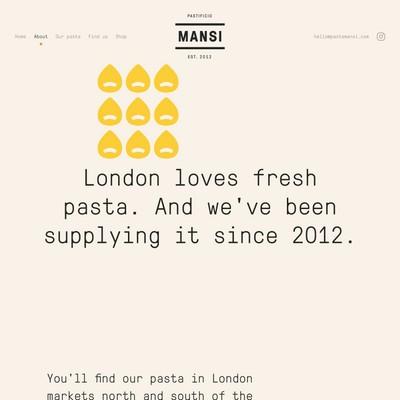 PASTIFICIO
MANSI
EST. 2012
Home About Our pasta Find us Shop
hello@pastamansi.com
London loves fresh
pasta. And we've been
supplying it since 2012.
You'll find our pasta in London
markets north and south of the